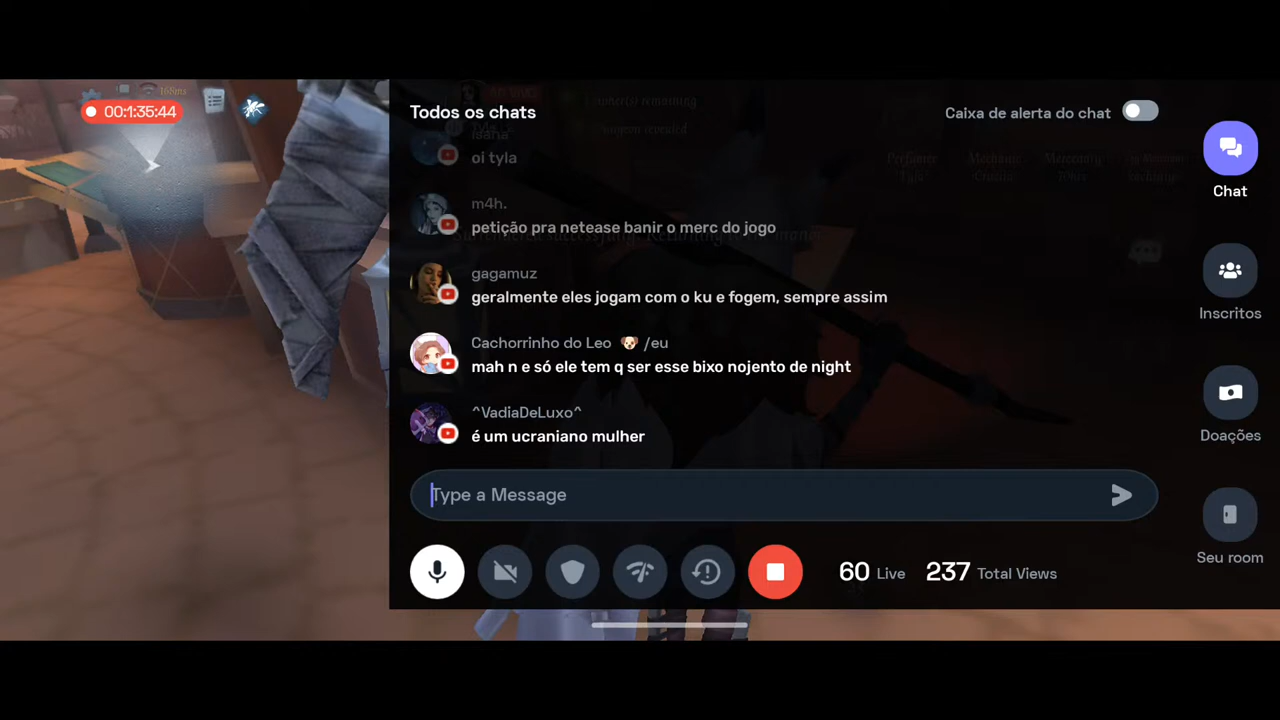 168ms
00:1:35:44
Todos os chats
Caixa de alerta do chat
oi tyla
m4h.
petição pra netease banir o merc do jogo
gagamuz
geralmente eles jogam com o ku e fogem, sempre assim
Cachorrinho do Leo 🐶 /eu
mah n e só ele tem q ser esse bixo nojento de night
^VadiaDeLuxo^
é um ucraniano mulher
Type a Message
60 Live 237 Total Views
Chat
Inscritos
Doações
Seu room